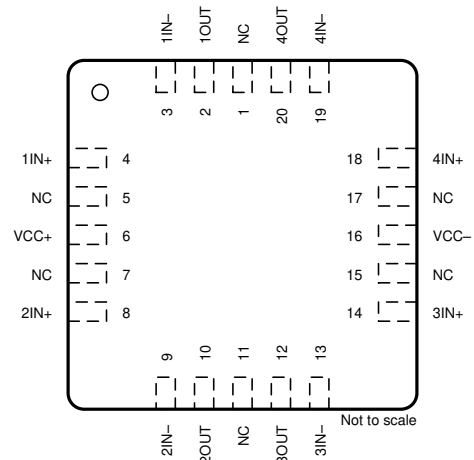 1IN–
1OUT
NC
4OUT
4IN–
3
2
1
20
19
1IN+
4
18
4IN+
NC
5
17
NC
VCC+
6
16
VCC–
NC
7
15
NC
2IN+
8
14
3IN+
9
10
11
12
13
Not to scale
2IN–
2OUT
NC
3OUT
3IN–